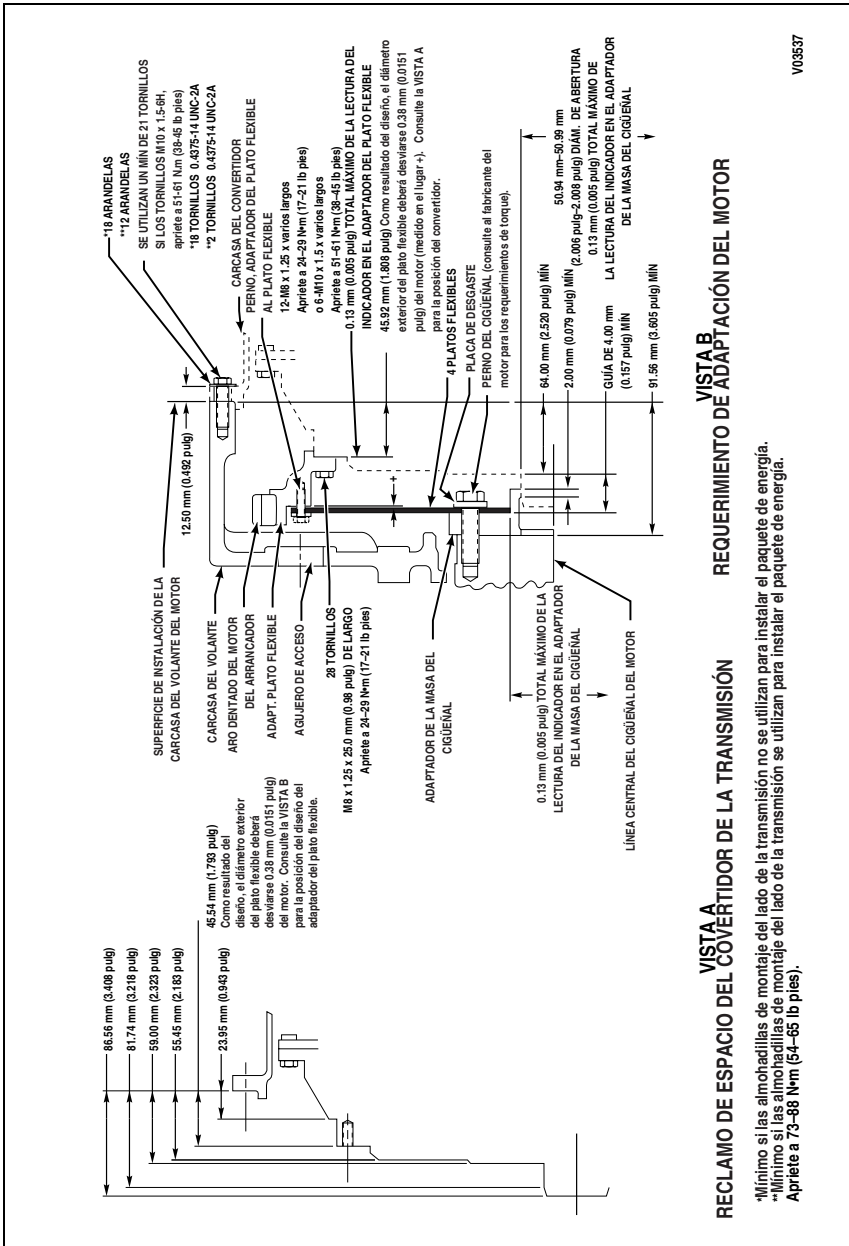 86.56 mm (3.408 pulg)
81.74 mm (3.218 pulg)
59.00 mm (2.323 pulg)
55.45 mm (2.183 pulg)
45.54 mm (1.793 pulg)
Como resultado del
diseño, el diámetro exterior
del plato flexible deberá
desviarse 0.38 mm (0.0151 pulg)
del motor. Consulte la VISTA B
para la posición del diseño del
adaptador del plato flexible.
23.95 mm (0.943 pulg)
VISTA A
RECLAMO DE ESPACIO DEL COVERTIDOR DE LA TRANSMISIÓN
SUPERFICIE DE INSTALACIÓN DE LA
CARCASA DEL VOLANTE DEL MOTOR
12.50 mm (0.492 pulg)
CARCASA DEL VOLANTE
ARO DENTADO DEL MOTOR
DEL ARRANCADOR
ADAPT. PLATO FLEXIBLE
AGUJERO DE ACCESO
28 TORNILLOS
M8 x 1.25 x 25.0 mm (0.98 pulg) DE LARGO
Apriete a 24–29 N•m (17–21 lb pies)
ADAPTADOR DE LA MASA DEL
CIGÜEÑAL
0.13 mm (0.005 pulg) TOTAL MÁXIMO DE LA
LECTURA DEL INDICADOR EN EL ADAPTADOR
DE LA MASA DEL CIGÜEÑAL
LÍNEA CENTRAL DEL CIGÜEÑAL DEL MOTOR
*18 ARANDELAS
**12 ARANDELAS
SE UTILIZAN UN MÍN DE 21 TORNILLOS
SI LOS TORNILLOS M10 x 1.5-6H,
apriete a 51-61 N.m (38-45 lb pies)
*18 TORNILLOS 0.4375-14 UNC-2A
**2 TORNILLOS 0.4375-14 UNC-2A
CARCASA DEL CONVERTIDOR
PERNO, ADAPTADOR DEL PLATO FLEXIBLE
AL PLATO FLEXIBLE
12-M8 x 1.25 x varios largos
Apriete a 24–29 N•m (17–21 lb pies)
o 6-M10 x 1.5 x varios largos
Apriete a 51–61 N•m (38–45 lb pies)
0.13 mm (0.005 pulg) TOTAL MÁXIMO DE LA LECTURA DEL
INDICADOR EN EL ADAPTADOR DEL PLATO FLEXIBLE
45.92 mm (1.808 pulg) Como resultado del diseño, el diámetro
exterior del plato flexible deberá desviarse 0.38 mm (0.0151
pulg) del motor (medido en el lugar +). Consulte la VISTA A
para la posición del convertidor.
+
4 PLATOS FLEXIBLES
PLACA DE DESGASTE
PERNO DEL CIGÜEÑAL (consulte al fabricante del
motor para los requerimientos de torque).
64.00 mm (2.520 pulg) MÍN
2.00 mm (0.079 pulg) MÍN
GUÍA DE 4.00 mm
(0.157 pulg) MÍN
91.56 mm (3.605 pulg) MÍN
50.94 mm–50.99 mm
(2.006 pulg–2.008 pulg) DIÁM. DE ABERTURA
0.13 mm (0.005 pulg) TOTAL MÁXIMO DE
LA LECTURA DEL INDICADOR EN EL ADAPTADOR
DE LA MASA DEL CIGÜEÑAL
VISTA B
REQUERIMIENTO DE ADAPTACIÓN DEL MOTOR
*Mínimo si las almohadillas de montaje del lado de la transmisión no se utilizan para instalar el paquete de energía.
**Mínimo si las almohadillas de montaje del lado de la transmisión se utilizan para instalar el paquete de energía.
Apriete a 73–88 N•m (54–65 lb pies).
V03537